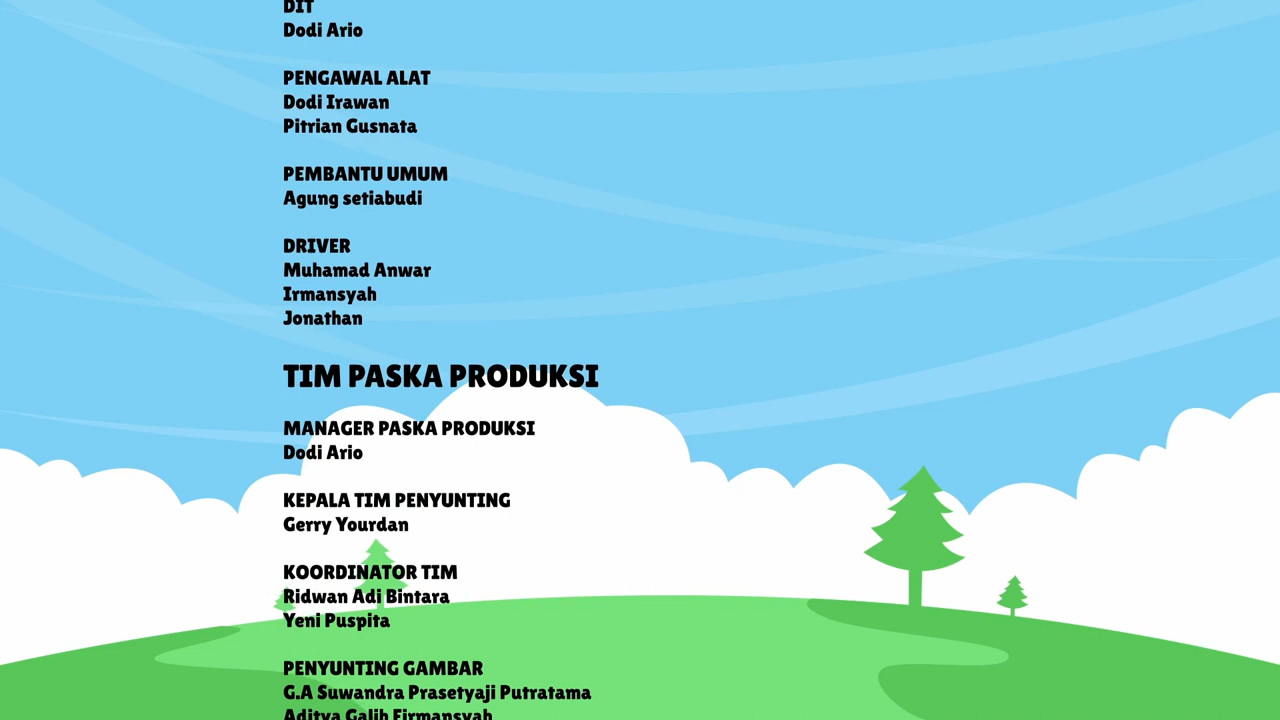 DIT
Dodi Ario
PENGAWAL ALAT
Dodi Irawan
Pitrian Gusnata
PEMBANTU UMUM
Agung setiabudi
DRIVER
Muhamad Anwar
Irmansyah
Jonathan
TIM PASKA PRODUKSI
MANAGER PASKA PRODUKSI
Dodi Ario
KEPALA TIM PENYUNTING
Gerry Yourdan
KOORDINATOR TIM
Ridwan Adi Bintara
Yeni Puspita
PENYUNTING GAMBAR
G.A Suwandra Prasetyaji Putratama
Aditya Galih Firmansyah